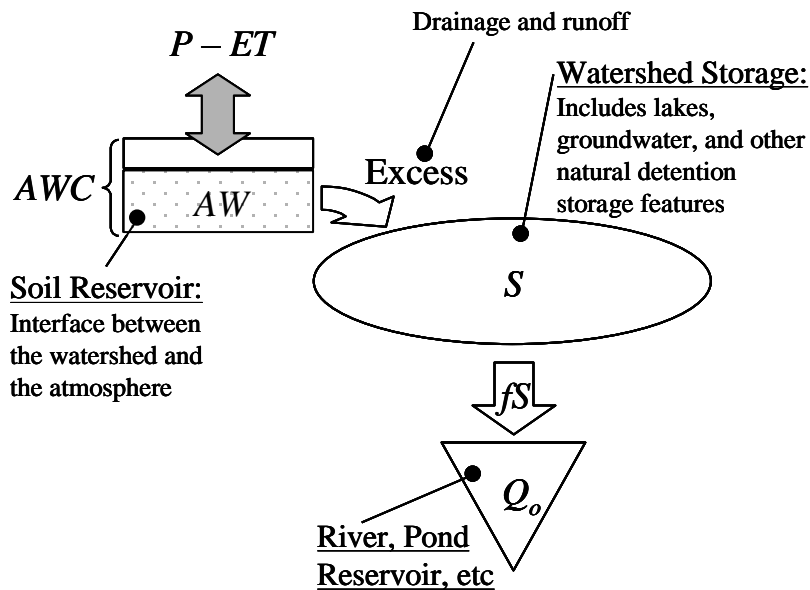 Drainage and runoff
P – ET
Watershed Storage:
Includes lakes,
groundwater, and other
natural detention
storage features
Excess
AWC
AW
S
Soil Reservoir:
Interface between
the watershed and
the atmosphere
fS
Qo
River, Pond
Reservoir, etc